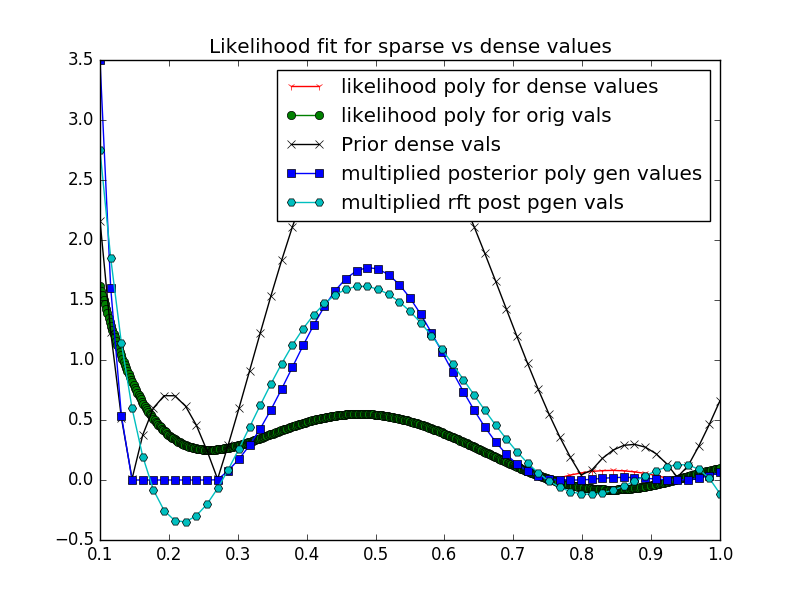 Likelihood fit for sparse vs dense values
likelihood poly for dense values
likelihood poly for orig vals
Prior dense vals
multiplied posterior poly gen values
multiplied rft post pgen vals
3.5
3.0
2.5
2.0
1.5
1.0
0.5
0.0
−0.5
0.1 0.2 0.3 0.4 0.5 0.6 0.7 0.8 0.9 1.0